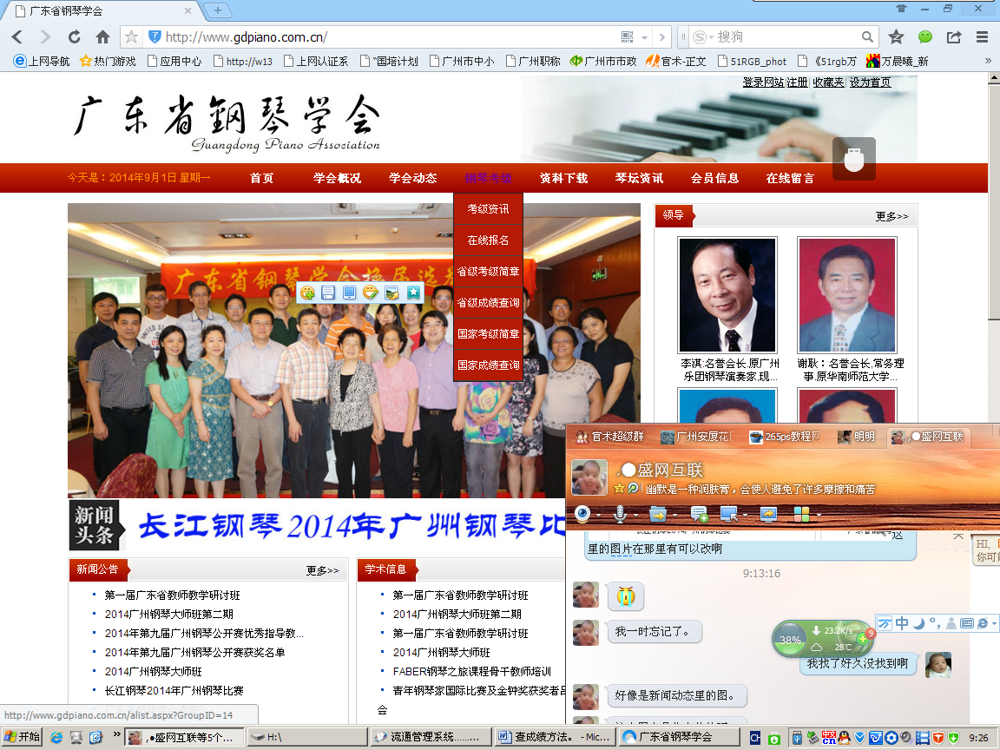 广东省钢琴学会
http://www.gdpiano.com.cn/
搜狗
上网导航 热门游戏 应用中心 http://w13 上网认证系 “国培计划 广州市中小 广州职称 广州市市政 官术-正文 51RGB_phot 《51rgb万 万晨曦_新 »
登录网站|注册| 收藏夹| 设为首页
广东省钢琴学会
Guangdong Piano Association
今天是：2014年9月1日 星期一 首页 学会概况 学会动态 钢琴考级 资料下载 琴坛资讯 会员信息 在线留言
考级资讯
在线报名
省级考级简章
省级成绩查询
国家考级简章
国家成绩查询
广东省钢琴学会换届选
领导 更多>>
李淇:名誉会长.原广州乐团钢琴演奏家,现...
谢耿：名誉会长,常务理事.原华南师范大学...
新闻头条
长江钢琴2014年广州钢琴比
新闻公告 更多>>
第一届广东省教师教学研讨班
2014广州钢琴大师班第二期
2014年第九届广州钢琴公开赛优秀指导教...
2014年第九届广州钢琴公开赛获奖名单
2014广州钢琴大师班
长江钢琴2014年广州钢琴比赛
学术信息
第一届广东省教师教学研讨班
2014广州钢琴大师班第二期
第一届广东省教师教学研讨班
2014广州钢琴大师班
FABER钢琴之旅课程骨干教师培训
青年钢琴家国际比赛及金钟奖获奖者吕
会
官术超级群 广州安厦花 265ps教程网 明明 ,●盛网互联
,●盛网互联
幽默是一种润肤膏，会使人避免了许多摩擦和痛苦
这
里的图片在那里有可以改啊
HI,
你可能
9:13:16
我一时忘记了。
中
38% 23.2K/s
28℃
9
我找了好久没找到啊
好像是新闻动态里的图。
http://www.gdpiano.com.cn/alist.aspx?GroupID=14
开始 » ,●盛网互联等5个... H:\ 流通管理系统....... 查成绩方法。 - Mic... 广东省钢琴学会 CH 9:26